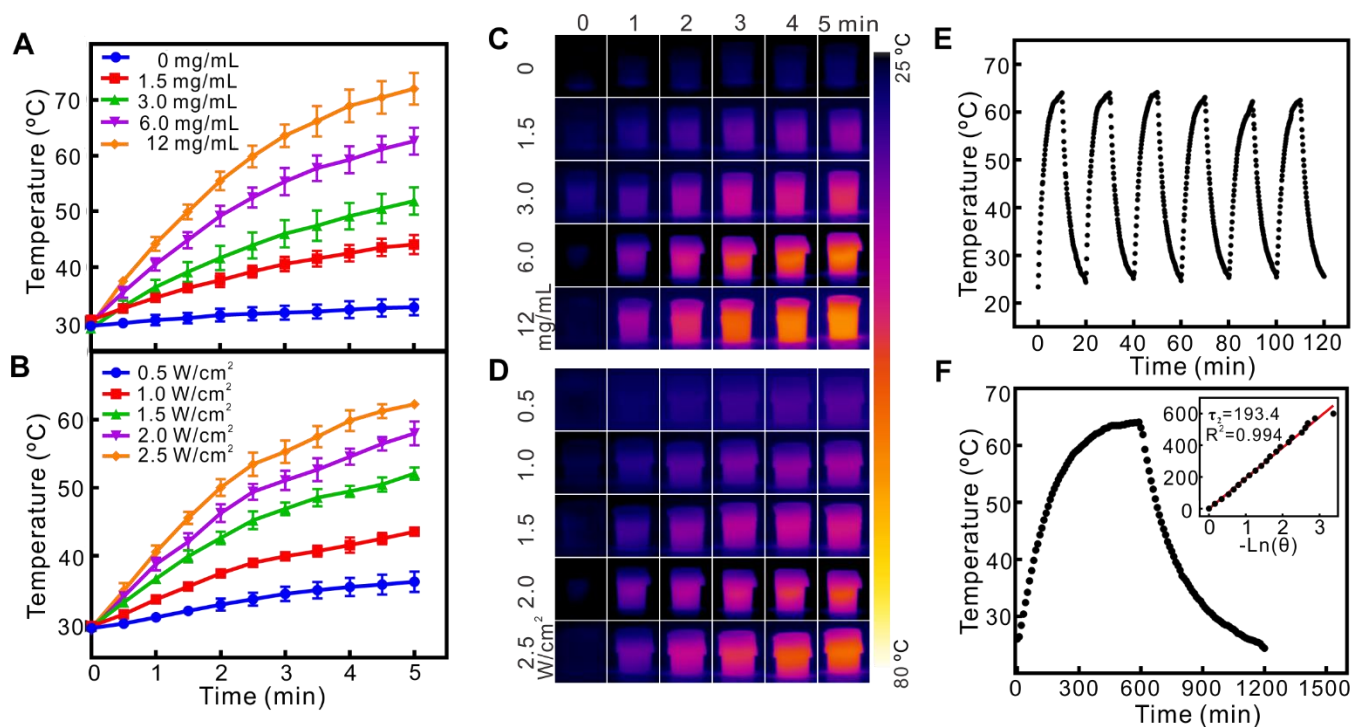 A
0 mg/mL
1.5 mg/mL
3.0 mg/mL
6.0 mg/mL
12 mg/mL
Temperature (ºC)
70
60
50
40
30
B
0.5 W/cm²
1.0 W/cm²
1.5 W/cm²
2.0 W/cm²
2.5 W/cm²
Temperature (ºC)
60
50
40
30
0 1 2 3 4 5
Time (min)
C
0 1 2 3 4 5 min
0
1.5
3.0
6.0
12
mg/mL
25 ºC
80 ºC
D
0.5
1.0
1.5
2.0
2.5
W/cm²
E
Temperature (ºC)
70
60
50
40
30
20
0 20 40 60 80 100 120
Time (min)
F
Temperature (ºC)
70
60
50
40
30
0 300 600 900 1200 1500
Time (min)
600
400
200
0
τ₂=193.4
R²=0.994
0 1 2 3
-Ln(θ)